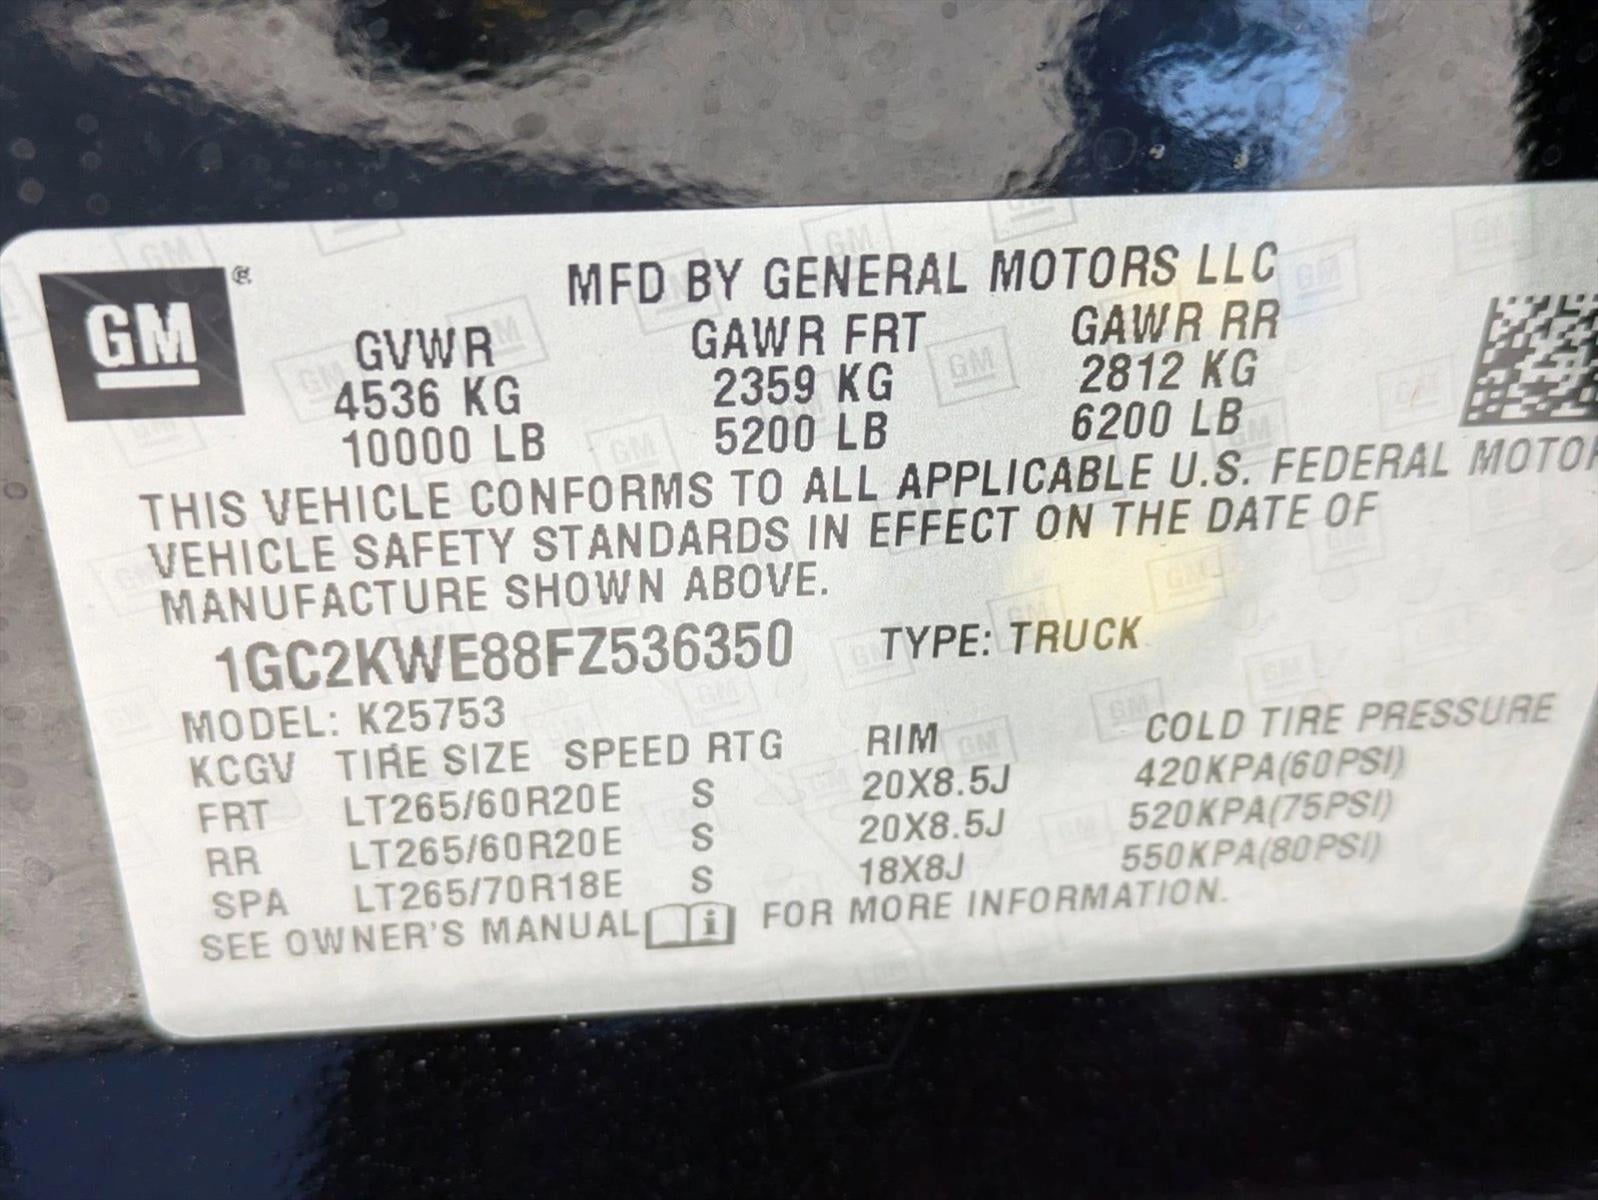 GM ®
MFD BY GENERAL MOTORS LLC
GVWR GAWR FRT GAWR RR
4536 KG 2359 KG 2812 KG
10000 LB 5200 LB 6200 LB
THIS VEHICLE CONFORMS TO ALL APPLICABLE U.S. FEDERAL MOTOR
VEHICLE SAFETY STANDARDS IN EFFECT ON THE DATE OF
MANUFACTURE SHOWN ABOVE.
1GC2KWE88FZ536350 TYPE: TRUCK
MODEL: K25753
KCGV TIRE SIZE SPEED RTG RIM COLD TIRE PRESSURE
FRT LT265/60R20E S 20X8.5J 420KPA(60PSI)
RR LT265/60R20E S 20X8.5J 520KPA(75PSI)
SPA LT265/70R18E S 18X8J 550KPA(80PSI)
SEE OWNER'S MANUAL i FOR MORE INFORMATION.